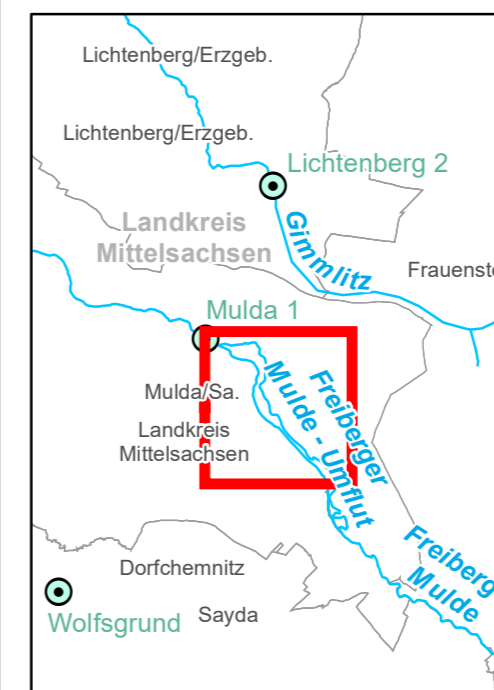 Lichtenberg/Erzgeb.
Lichtenberg/Erzgeb.
Lichtenberg 2
Landkreis
Mittelsachsen
Gimmlitz
Frauenste
Mulda 1
Mulda/Sa.
Landkreis
Mittelsachsen
Freiberger
Mulde - Umflut
Freiberg
Mulde
Dorfchemnitz
Wolfsgrund
Sayda